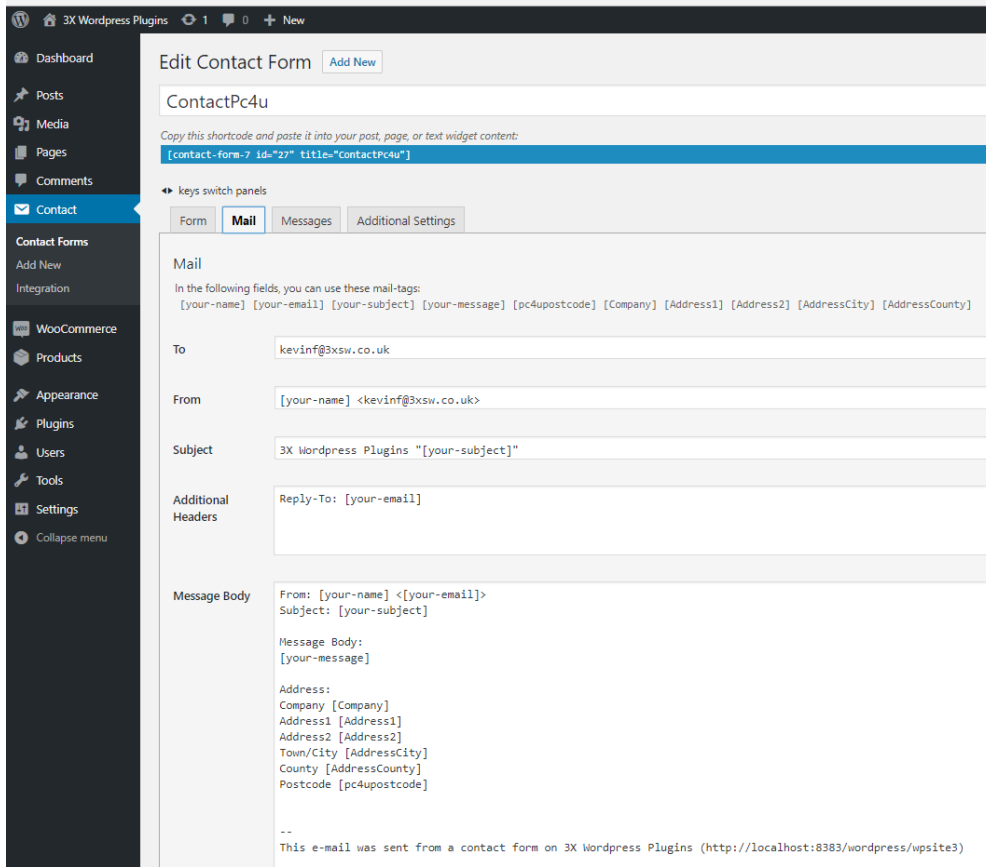 3X Wordpress Plugins 1 0 + New
Dashboard
Posts
Media
Pages
Comments
Contact
Contact Forms
Add New
Integration
WooCommerce
Products
Appearance
Plugins
Users
Tools
Settings
Collapse menu
Edit Contact Form Add New
ContactPc4u
Copy this shortcode and paste it into your post, page, or text widget content:
[contact-form-7 id="27" title="ContactPc4u"]
keys switch panels
Form Mail Messages Additional Settings
Mail
In the following fields, you can use these mail-tags:
[your-name] [your-email] [your-subject] [your-message] [pc4upostcode] [Company] [Address1] [Address2] [AddressCity] [AddressCounty]
To kevinf@3xsw.co.uk
From [your-name] <kevinf@3xsw.co.uk>
Subject 3X Wordpress Plugins "[your-subject]"
Additional Reply-To: [your-email]
Headers
Message Body From: [your-name] <[your-email]>
Subject: [your-subject]
Message Body:
[your-message]
Address:
Company [Company]
Address1 [Address1]
Address2 [Address2]
Town/City [AddressCity]
County [AddressCounty]
Postcode [pc4upostcode]
--
This e-mail was sent from a contact form on 3X Wordpress Plugins (http://localhost:8383/wordpress/wpsite3)